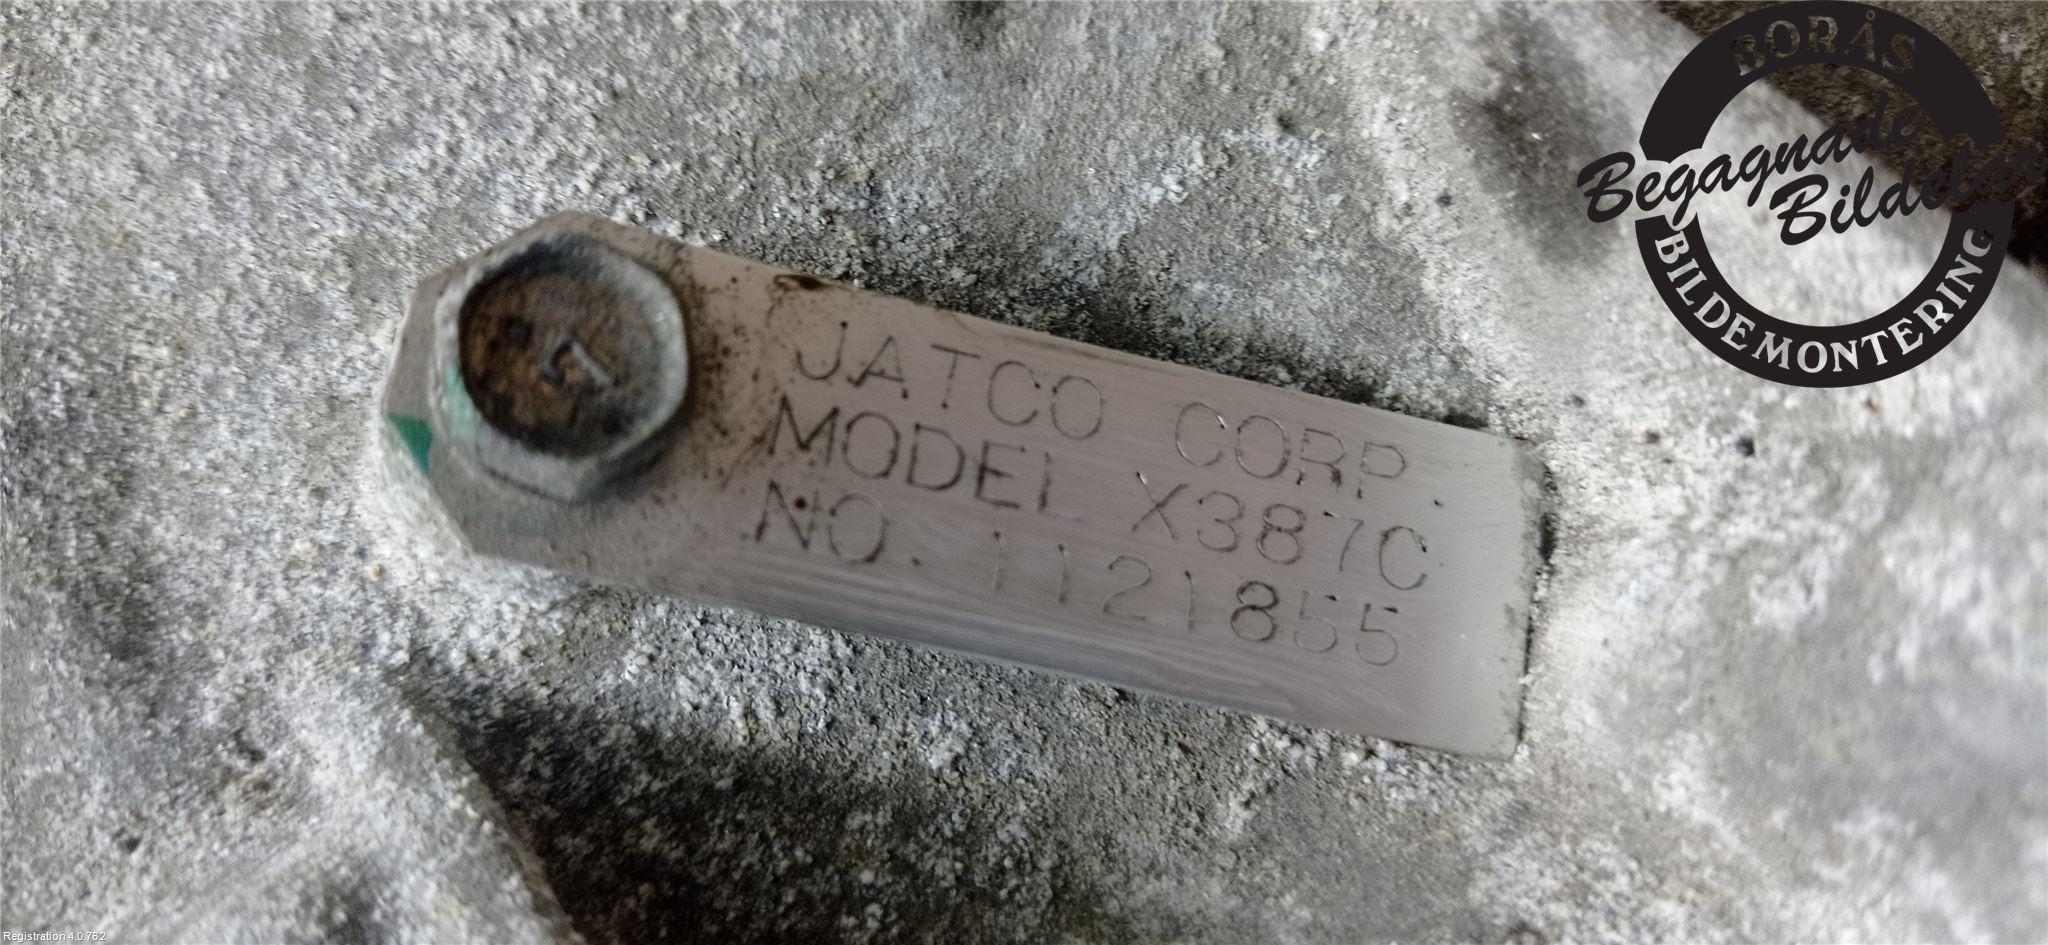 JATCO CORP.
MODEL X387C
NO. 1121855
BORÅS
Begagnade
Bildelar
BILDEMONTERING
Registration 4.0.762